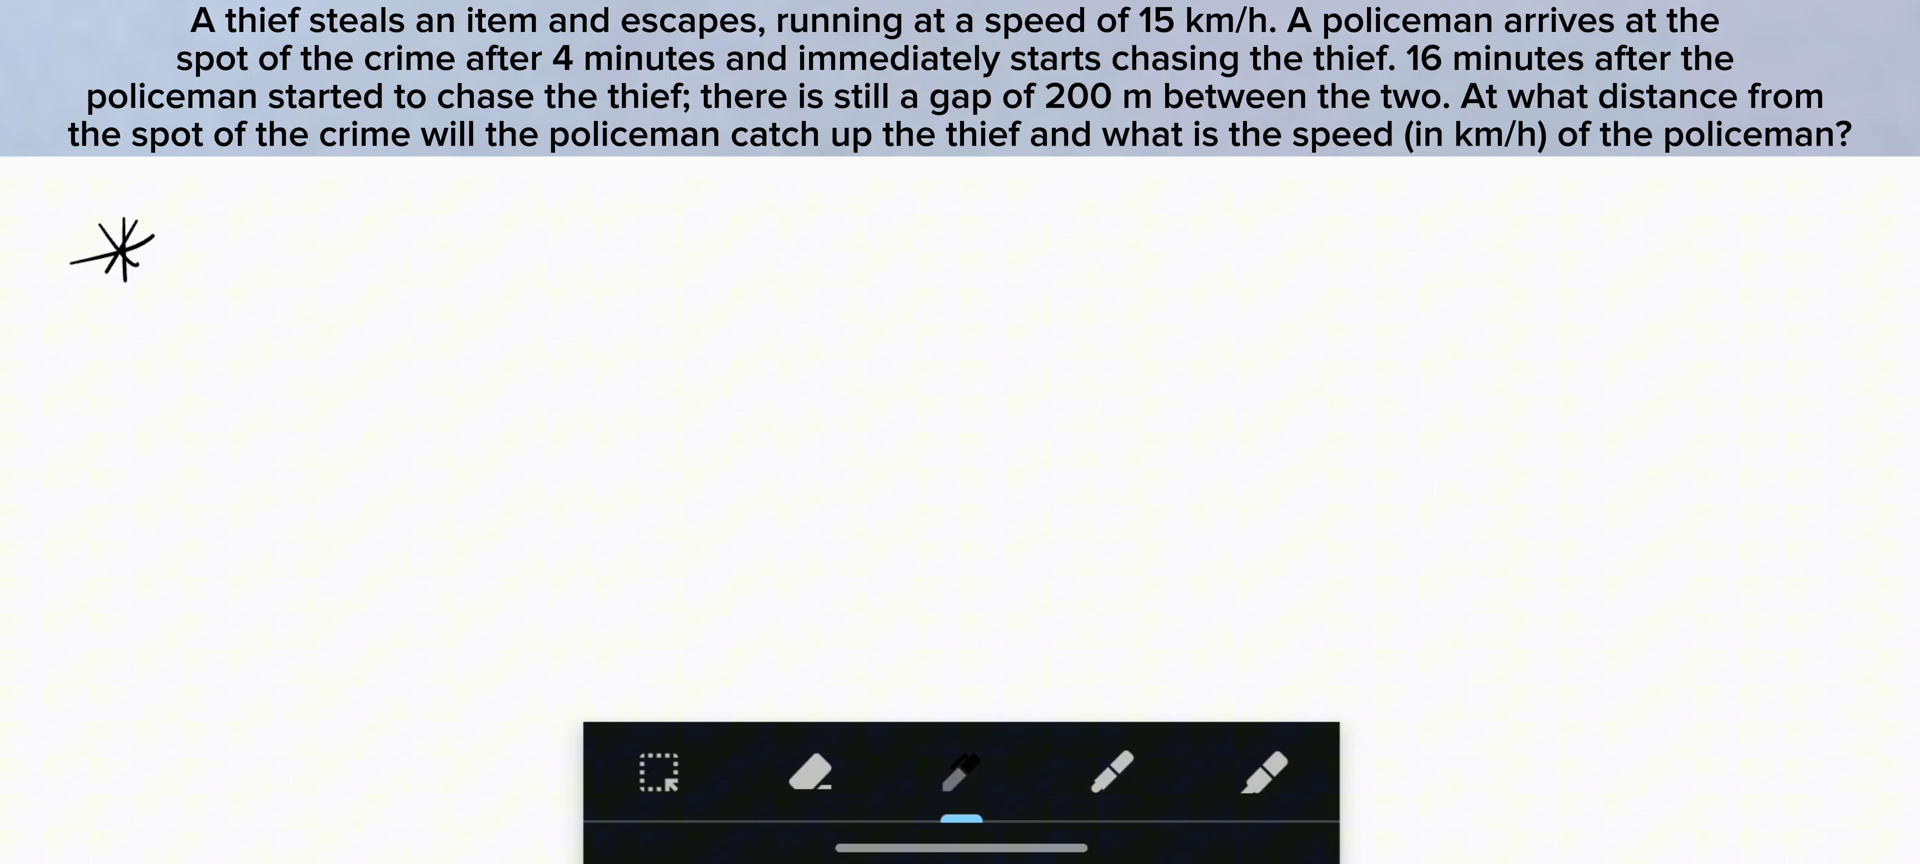 A thief steals an item and escapes, running at a speed of 15 km/h. A policeman arrives at the
spot of the crime after 4 minutes and immediately starts chasing the thief. 16 minutes after the
policeman started to chase the thief; there is still a gap of 200 m between the two. At what distance from
the spot of the crime will the policeman catch up the thief and what is the speed (in km/h) of the policeman?